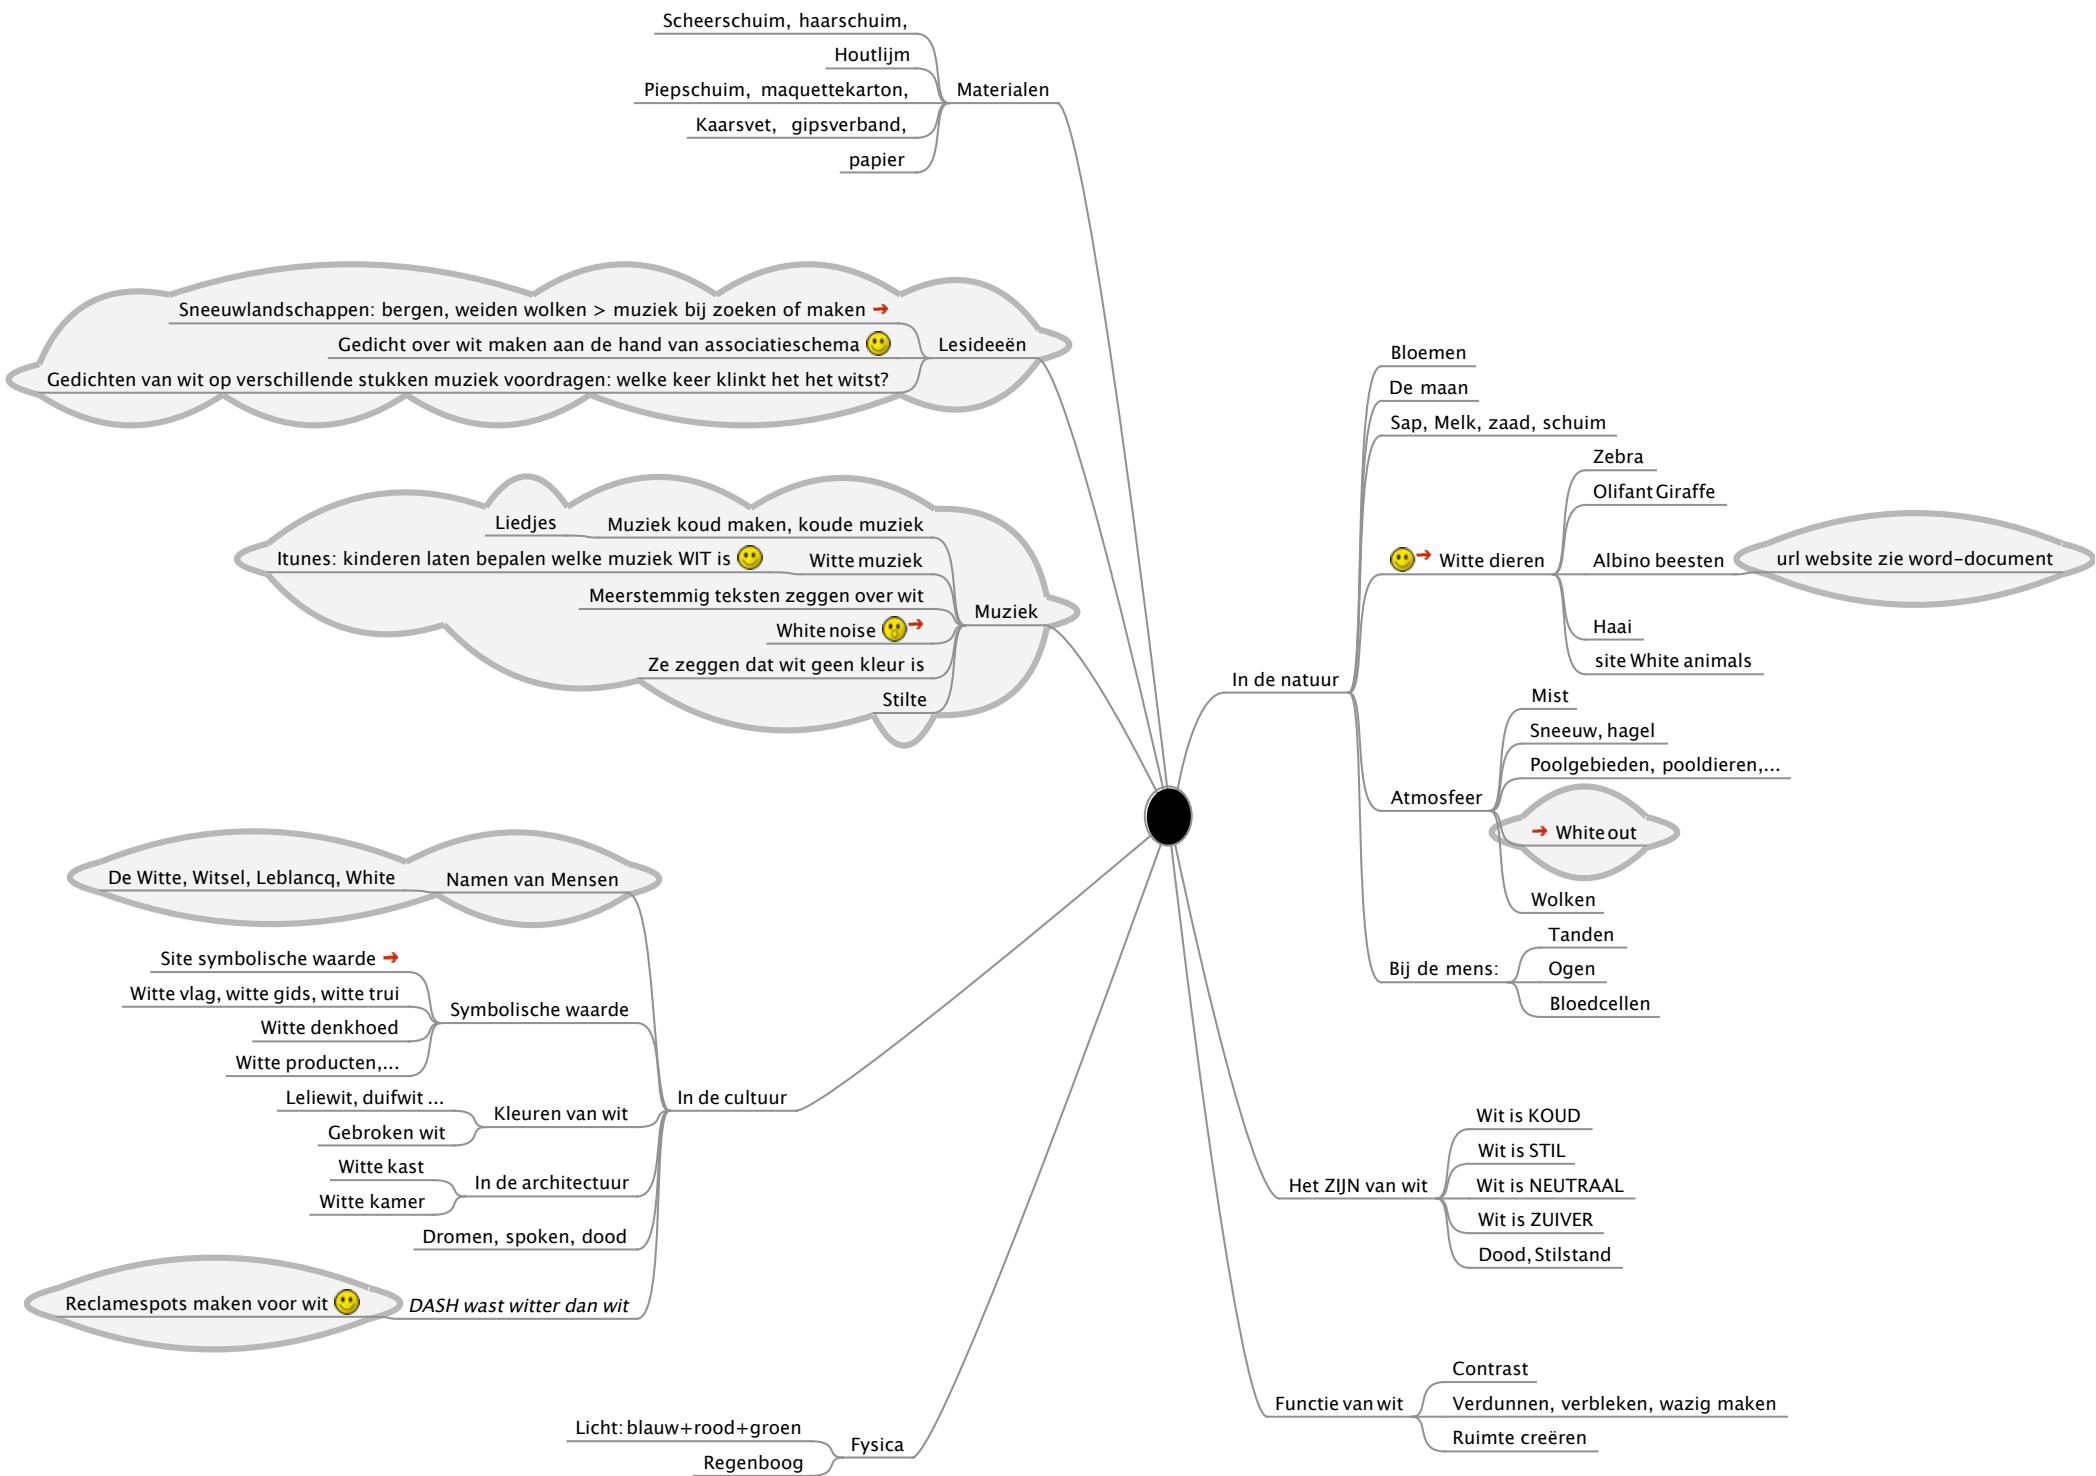 Scheerschuim, haarschuim,
Houtlijm
Piepschuim, maquettekarton,
Kaarsvet, gipsverband,
papier
Materialen
Sneeuwlandschappen: bergen, weiden wolken > muziek bij zoeken of maken
Gedicht over wit maken aan de hand van associatieschema
Gedichten van wit op verschillende stukken muziek voordragen: welke keer klinkt het het witst?
Lesideeën
Liedjes
Muziek koud maken, koude muziek
Itunes: kinderen laten bepalen welke muziek WIT is
Witte muziek
Meerstemmig teksten zeggen over wit
White noise
Ze zeggen dat wit geen kleur is
Stilte
Muziek
De Witte, Witsel, Leblancq, White
Namen van Mensen
Site symbolische waarde
Witte vlag, witte gids, witte trui
Witte denkhoed
Witte producten,...
Symbolische waarde
Leliewit, duifwit ...
Gebroken wit
Kleuren van wit
Witte kast
Witte kamer
In de architectuur
Dromen, spoken, dood
Reclamespots maken voor wit
DASH wast witter dan wit
In de cultuur
Licht: blauw+rood+groen
Regenboog
Fysica
In de natuur
Bloemen
De maan
Sap, Melk, zaad, schuim
Witte dieren
Zebra
Olifant Giraffe
Albino beesten
url website zie word-document
Haai
site White animals
Atmosfeer
Mist
Sneeuw, hagel
Poolgebieden, pooldieren,...
White out
Wolken
Bij de mens:
Tanden
Ogen
Bloedcellen
Het ZIJN van wit
Wit is KOUD
Wit is STIL
Wit is NEUTRAAL
Wit is ZUIVER
Dood, Stilstand
Functie van wit
Contrast
Verdunnen, verbleken, wazig maken
Ruimte creëren